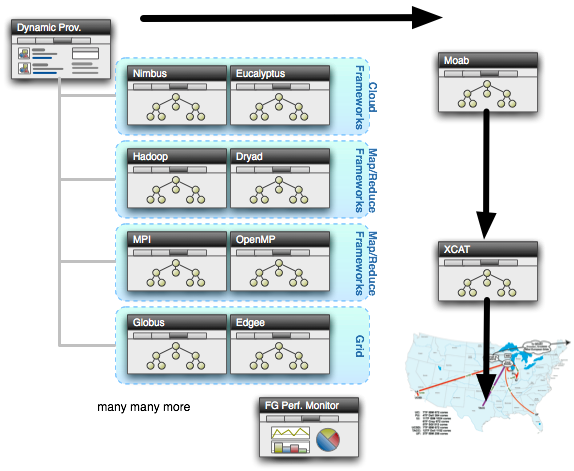 Dynamic Prov.
Moab
Nimbus
Eucalyptus
Cloud
Frameworks
Hadoop
Dryad
Map/Reduce
Frameworks
MPI
OpenMP
Map/Reduce
Frameworks
XCAT
Globus
Edgee
Grid
many many more
FG Perf. Monitor